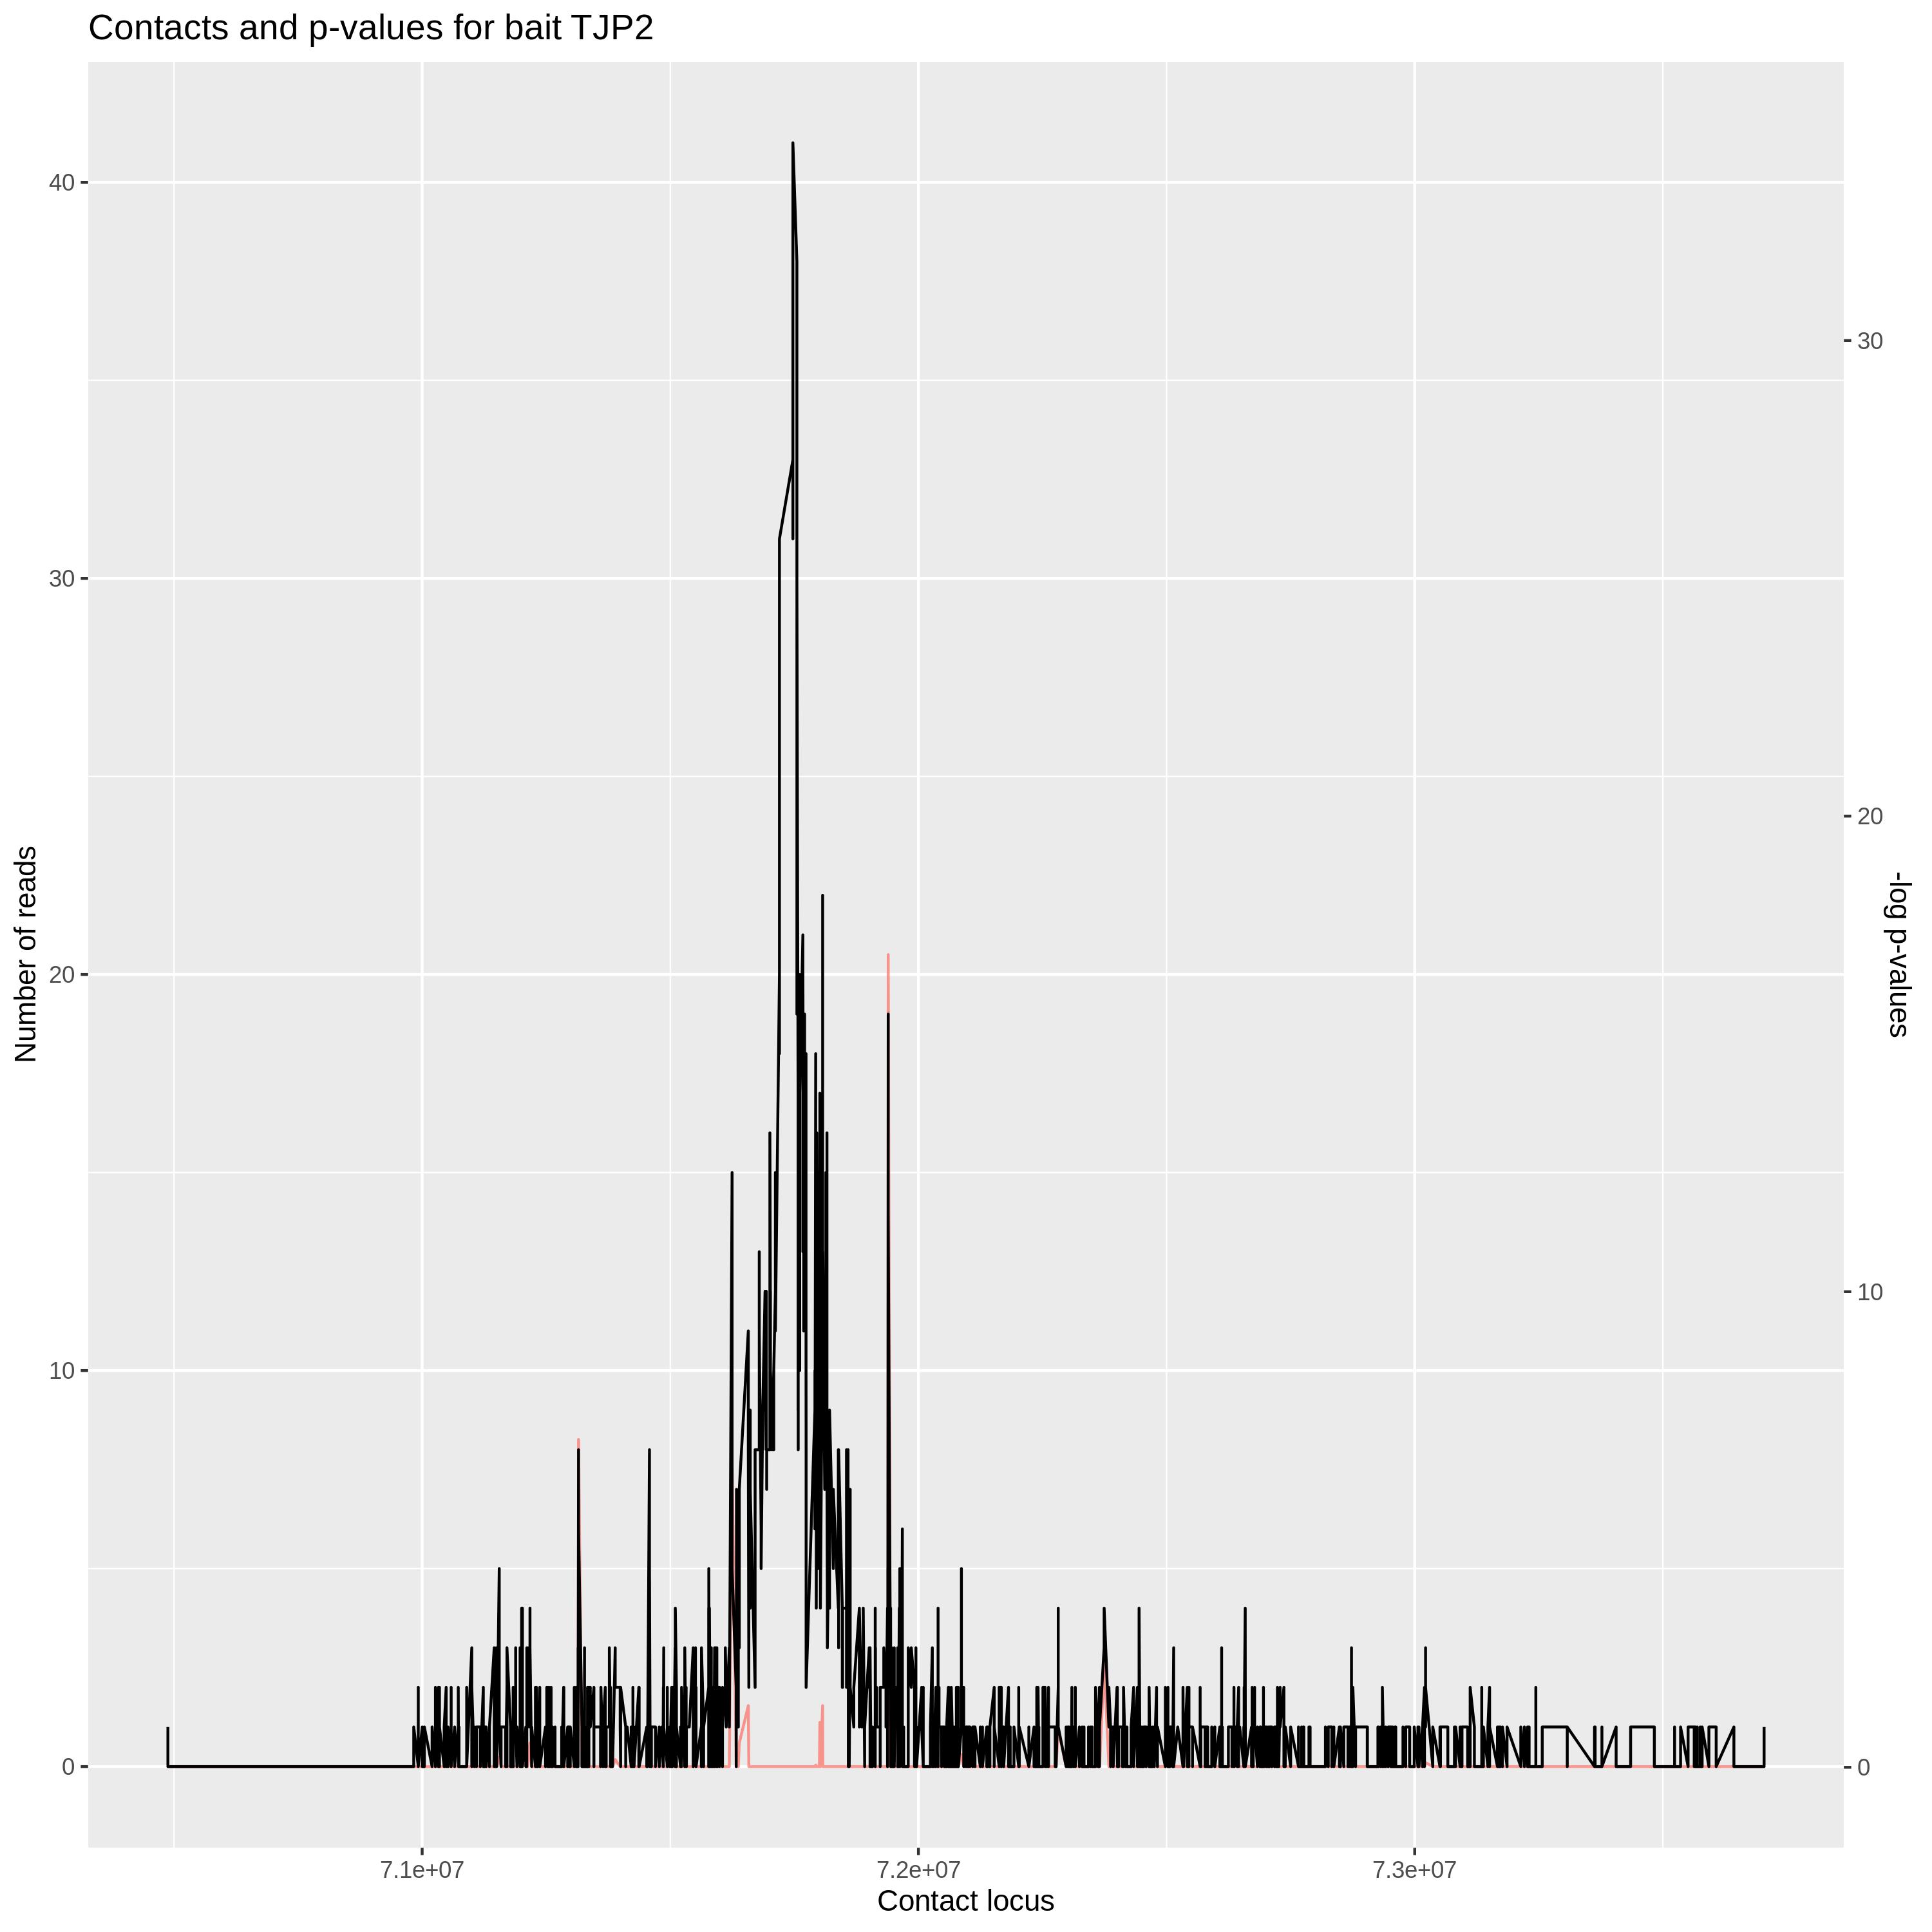 Contacts and p-values for bait TJP2
40
30
20
10
0
Number of reads
30
20
10
0
-log p-values
7.1e+07
7.2e+07
7.3e+07
Contact locus